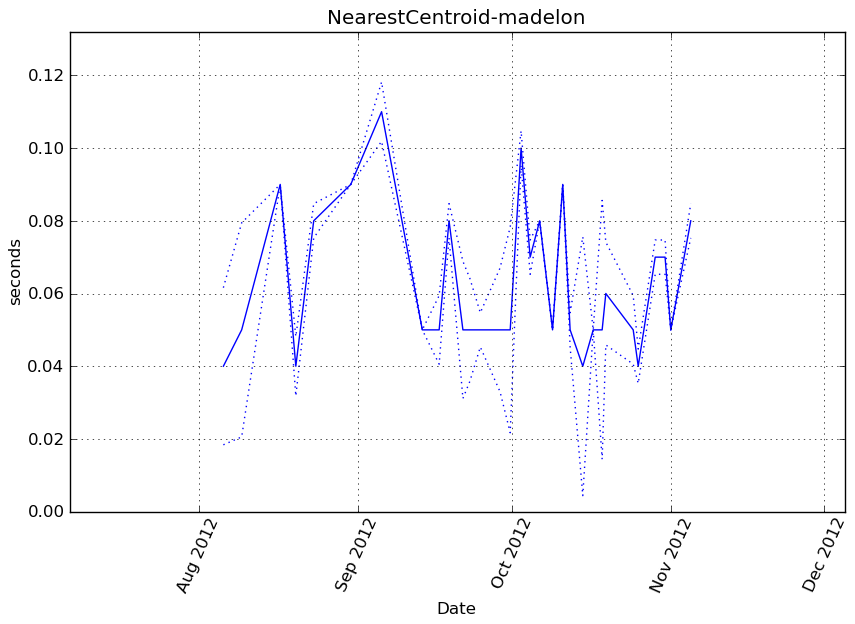 NearestCentroid-madelon
0.12
0.10
0.08
0.06
0.04
0.02
0.00
seconds
Aug 2012
Sep 2012
Oct 2012
Nov 2012
Dec 2012
Date